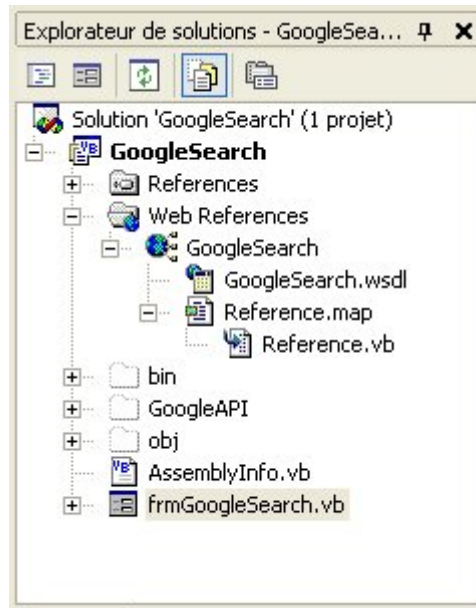 Explorateur de solutions - GoogleSea...
Solution 'GoogleSearch' (1 projet)
GoogleSearch
References
Web References
GoogleSearch
GoogleSearch.wsdl
Reference.map
Reference.vb
bin
GoogleAPI
obj
AssemblyInfo.vb
frmGoogleSearch.vb